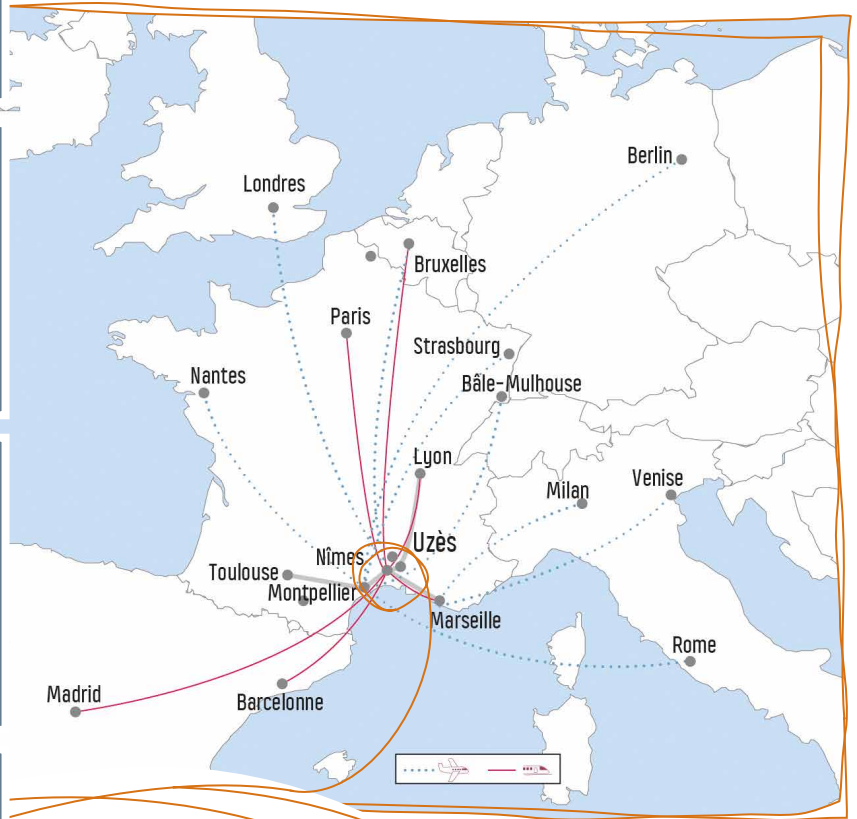 Berlin
Londres
Bruxelles
Paris
Strasbourg
Nantes
Bâle-Mulhouse
Lyon
Milan
Venise
Uzès
Nîmes
Toulouse
Montpellier
Marseille
Rome
Madrid
Barcelonne